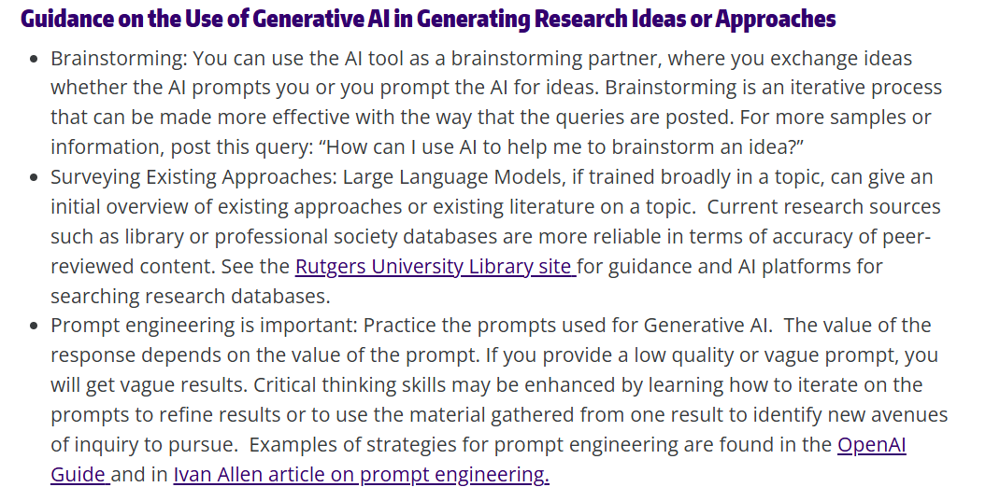 Guidance on the Use of Generative AI in Generating Research Ideas or Approaches
• Brainstorming: You can use the AI tool as a brainstorming partner, where you exchange ideas
whether the AI prompts you or you prompt the AI for ideas. Brainstorming is an iterative process
that can be made more effective with the way that the queries are posted. For more samples or
information, post this query: “How can I use AI to help me to brainstorm an idea?”
• Surveying Existing Approaches: Large Language Models, if trained broadly in a topic, can give an
initial overview of existing approaches or existing literature on a topic.  Current research sources
such as library or professional society databases are more reliable in terms of accuracy of peer-
reviewed content. See the Rutgers University Library site for guidance and AI platforms for
searching research databases.
• Prompt engineering is important: Practice the prompts used for Generative AI.  The value of the
response depends on the value of the prompt. If you provide a low quality or vague prompt, you
will get vague results. Critical thinking skills may be enhanced by learning how to iterate on the
prompts to refine results or to use the material gathered from one result to identify new avenues
of inquiry to pursue.  Examples of strategies for prompt engineering are found in the OpenAI
Guide and in Ivan Allen article on prompt engineering.